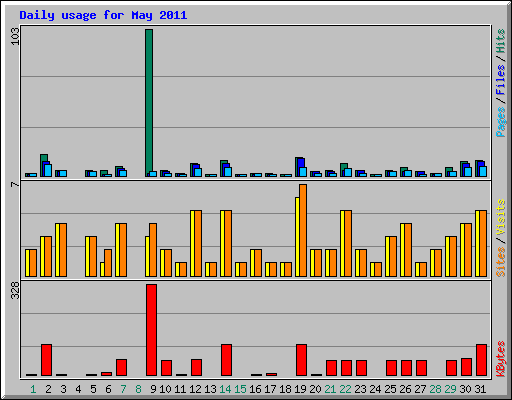 Daily usage for May 2011
103
7
328
Pages / Files / Hits
Sites / Visits
KBytes
1 2 3 4 5 6 7 8 9 10 11 12 13 14 15 16 17 18 19 20 21 22 23 24 25 26 27 28 29 30 31